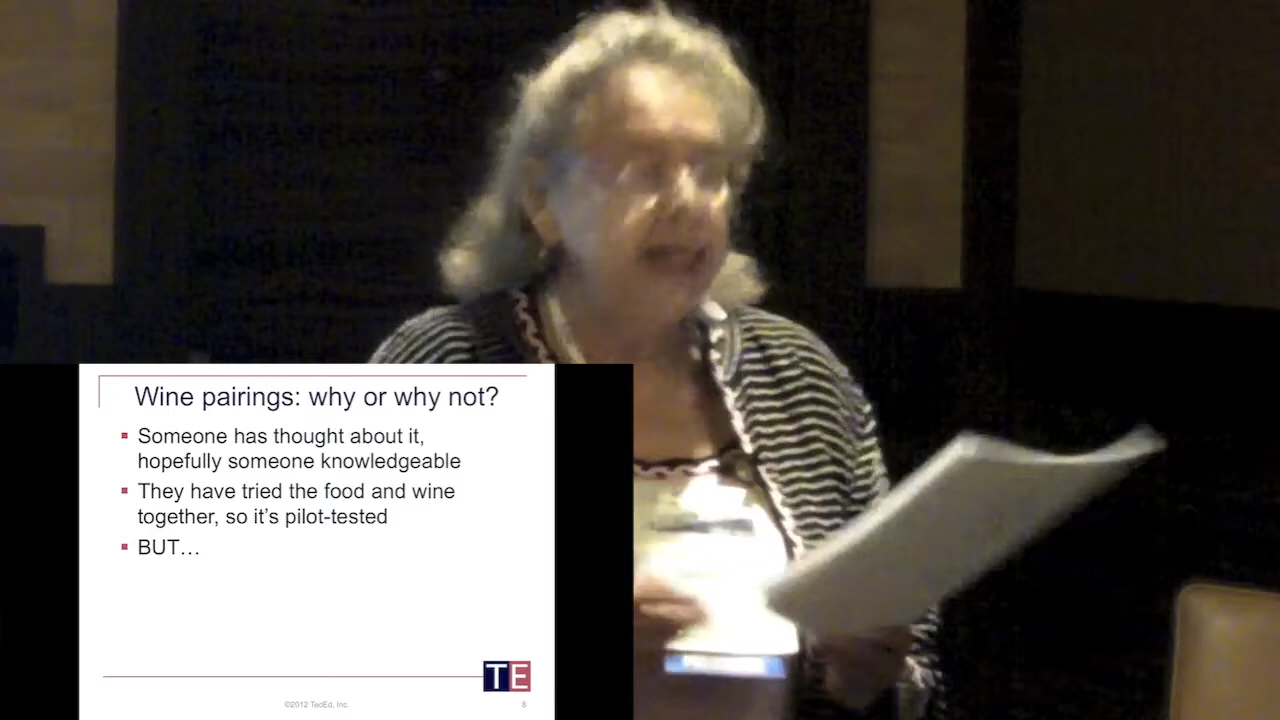 Wine pairings: why or why not?
Someone has thought about it,
hopefully someone knowledgeable
They have tried the food and wine
together, so it's pilot-tested
BUT…
TE
©2012 TecEd. Inc.
8